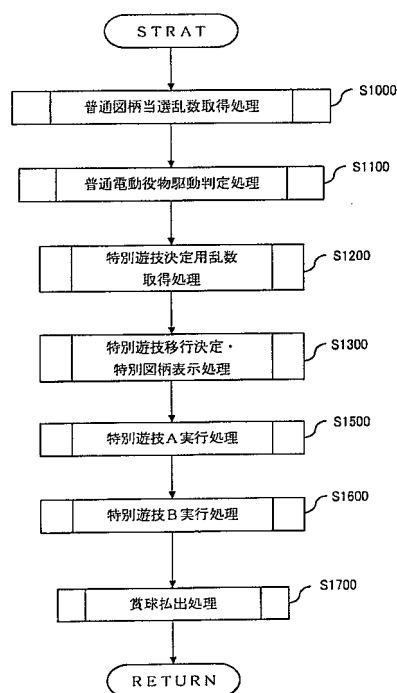 STRAT
普通図柄当選乱数取得処理
S1000
普通電動役物駆動判定処理
S1100
特別遊技決定用乱数
取得処理
S1200
特別遊技移行決定・
特別図柄表示処理
S1300
特別遊技A実行処理
S1500
特別遊技B実行処理
S1600
賞球払出処理
S1700
RETURN